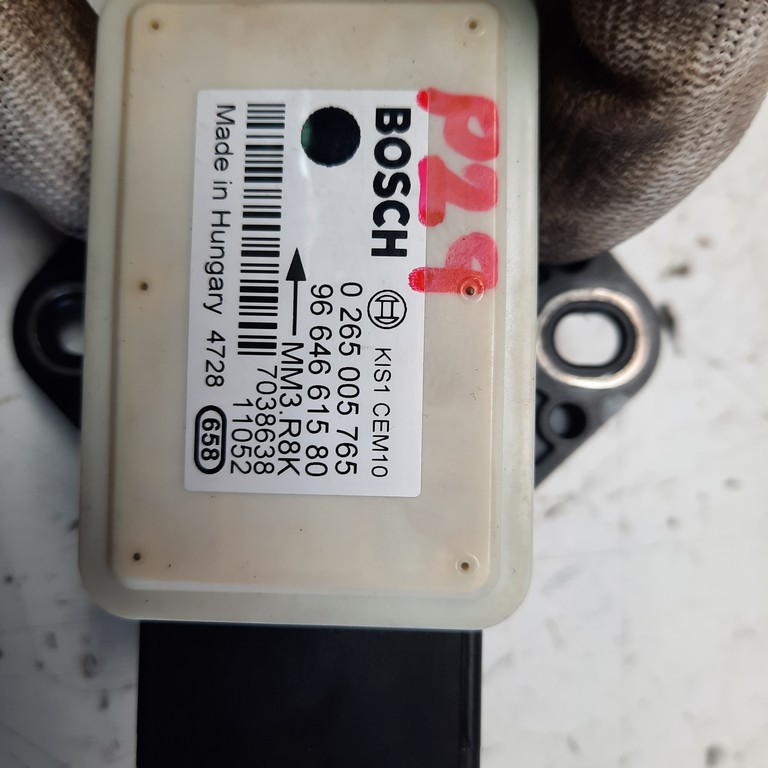 P29
BOSCH
KIS1 CEM10
0 265 005 765
96 646 615 80
MM3.R8K
7038638
11052
Made in Hungary 4728
658